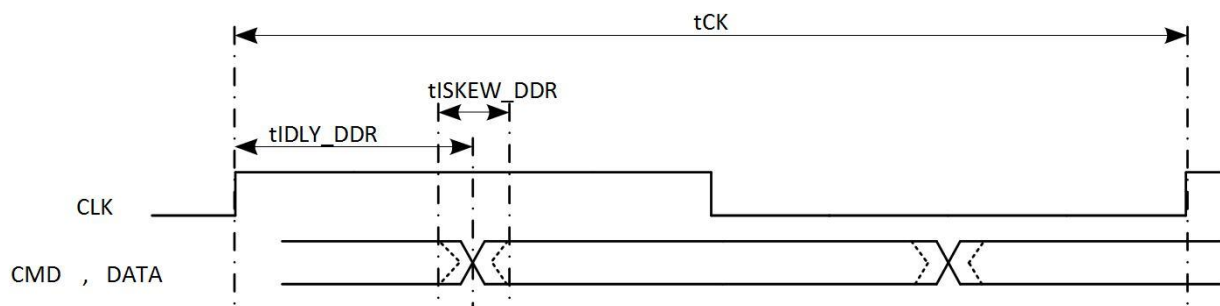 tCK
tISKEW_DDR
tIDLY_DDR
CLK
CMD , DATA